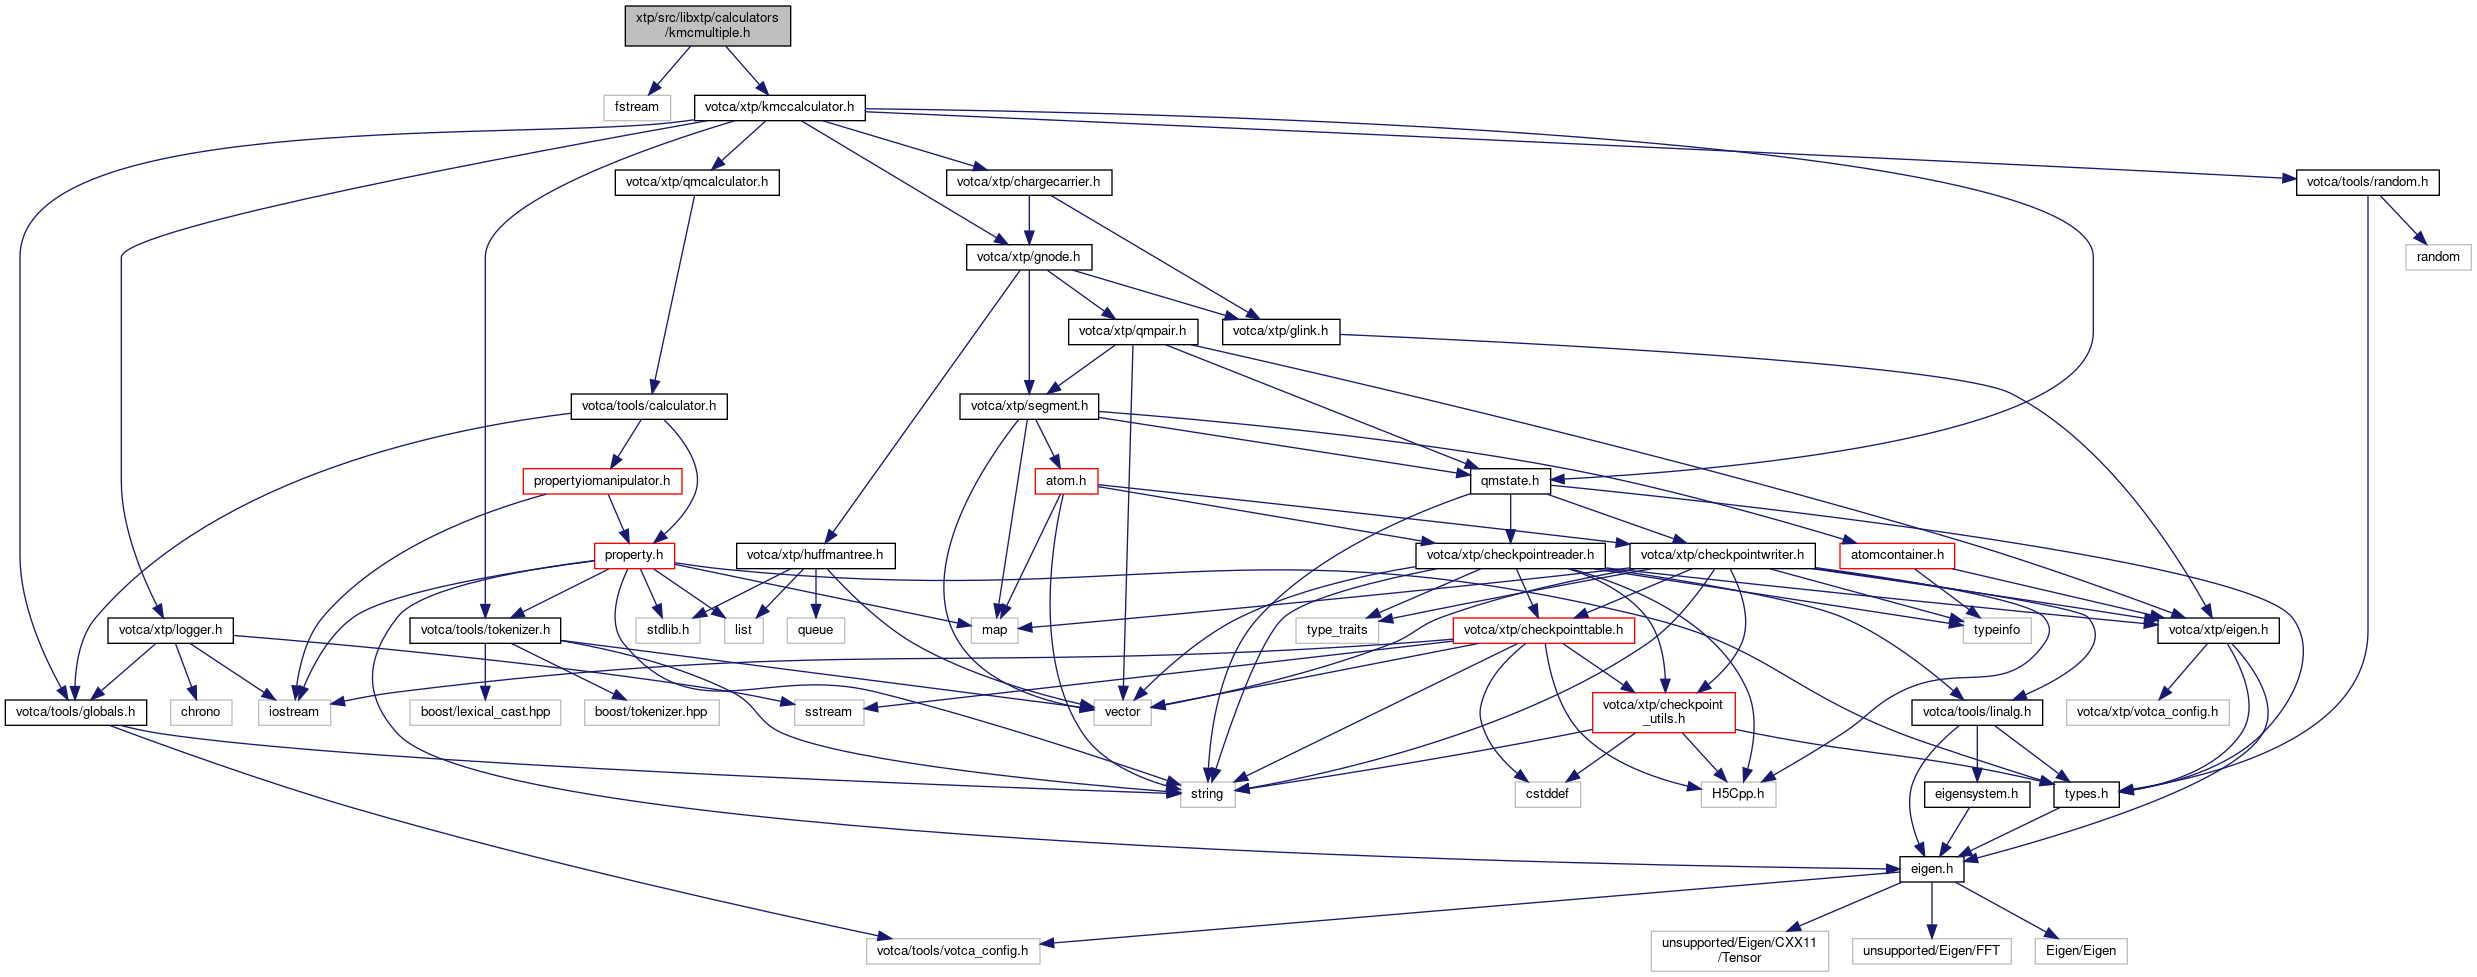 xtp/src/libxtp/calculators
/kmcmultiple.h
fstream
votca/xtp/kmccalculator.h
votca/xtp/qmcalculator.h
votca/xtp/chargecarrier.h
votca/tools/random.h
votca/xtp/gnode.h
random
votca/xtp/qmpair.h
votca/xtp/glink.h
votca/tools/calculator.h
votca/xtp/segment.h
propertyiomanipulator.h
atom.h
qmstate.h
property.h
votca/xtp/huffmantree.h
votca/xtp/checkpointreader.h
votca/xtp/checkpointwriter.h
atomcontainer.h
votca/xtp/logger.h
votca/tools/tokenizer.h
stdlib.h
list
queue
map
type_traits
votca/xtp/checkpointtable.h
typeinfo
votca/xtp/eigen.h
votca/tools/globals.h
chrono
iostream
boost/lexical_cast.hpp
boost/tokenizer.hpp
sstream
vector
votca/xtp/checkpoint
_utils.h
votca/tools/linalg.h
votca/xtp/votca_config.h
string
cstddef
H5Cpp.h
eigensystem.h
types.h
eigen.h
votca/tools/votca_config.h
unsupported/Eigen/CXX11
/Tensor
unsupported/Eigen/FFT
Eigen/Eigen